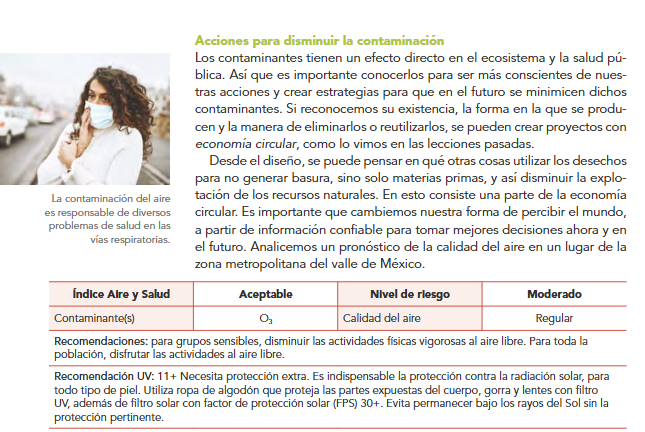 Acciones para disminuir la contaminación
Los contaminantes tienen un efecto directo en el ecosistema y la salud pú-
blica. Así que es importante conocerlos para ser más conscientes de nues-
tras acciones y crear estrategias para que en el futuro se minimicen dichos
contaminantes. Si reconocemos su existencia, la forma en la que se produ-
cen y la manera de eliminarlos o reutilizarlos, se pueden crear proyectos con
economía circular, como lo vimos en las lecciones pasadas.
Desde el diseño, se puede pensar en qué otras cosas utilizar los desechos
para no generar basura, sino solo materias primas, y así disminuir la explo-
tación de los recursos naturales. En esto consiste una parte de la economía
circular. Es importante que cambiemos nuestra forma de percibir el mundo,
a partir de información confiable para tomar mejores decisiones ahora y en
el futuro. Analicemos un pronóstico de la calidad del aire en un lugar de la
zona metropolitana del valle de México.
La contaminación del aire
es responsable de diversos
problemas de salud en las
vías respiratorias.
Índice Aire y Salud Aceptable Nivel de riesgo Moderado
Contaminante(s) O₃ Calidad del aire Regular
Recomendaciones: para grupos sensibles, disminuir las actividades físicas vigorosas al aire libre. Para toda la
población, disfrutar las actividades al aire libre.
Recomendación UV: 11+ Necesita protección extra. Es indispensable la protección contra la radiación solar, para
todo tipo de piel. Utiliza ropa de algodón que proteja las partes expuestas del cuerpo, gorra y lentes con filtro
UV, además de filtro solar con factor de protección solar (FPS) 30+. Evita permanecer bajo los rayos del Sol sin la
protección pertinente.